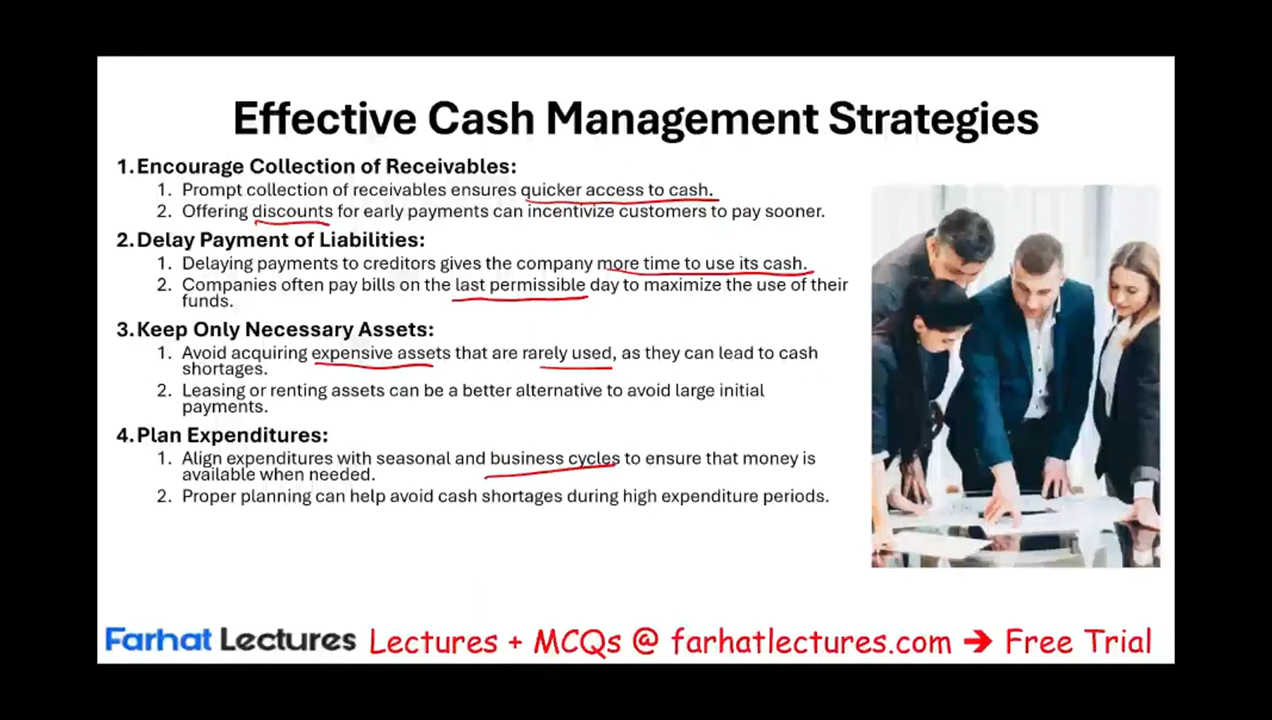 Effective Cash Management Strategies
1. Encourage Collection of Receivables:
1. Prompt collection of receivables ensures quicker access to cash.
2. Offering discounts for early payments can incentivize customers to pay sooner.
2. Delay Payment of Liabilities:
1. Delaying payments to creditors gives the company more time to use its cash.
2. Companies often pay bills on the last permissible day to maximize the use of their
funds.
3. Keep Only Necessary Assets:
1. Avoid acquiring expensive assets that are rarely used, as they can lead to cash
shortages.
2. Leasing or renting assets can be a better alternative to avoid large initial
payments.
4. Plan Expenditures:
1. Align expenditures with seasonal and business cycles to ensure that money is
available when needed.
2. Proper planning can help avoid cash shortages during high expenditure periods.
Farhat Lectures Lectures + MCQs @ farhatlectures.com → Free Trial